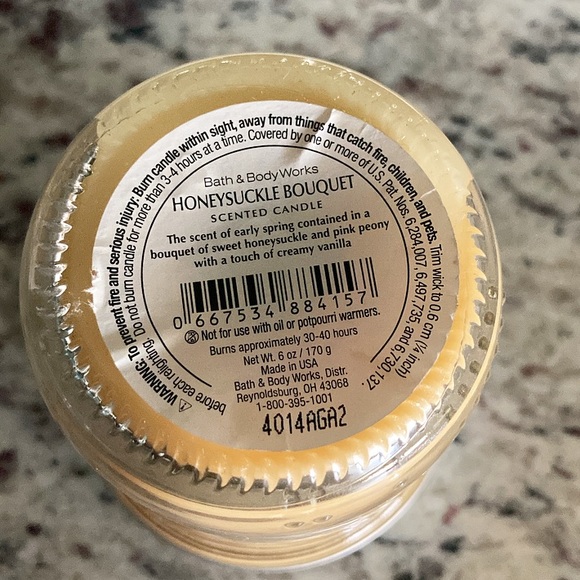 ⚠ WARNING: To prevent fire and serious injury: Burn candle within sight, away from things that catch fire, children, and pets. Trim wick to 0.6 cm (¼ inch)
before each relighting. Do not burn candle for more than 3-4 hours at a time. Covered by one or more of U.S. Pat. Nos. 6,284,007, 6,497,735 and 6,730,137.
Bath & Body Works
HONEYSUCKLE BOUQUET
SCENTED CANDLE
The scent of early spring contained in a
bouquet of sweet honeysuckle and pink peony
with a touch of creamy vanilla
0 667534 884157
Not for use with oil or potpourri warmers.
Burns approximately 30-40 hours
Net Wt. 6 oz / 170 g
Made in USA
Bath & Body Works, Distr.
Reynoldsburg, OH 43068
1-800-395-1001
4014AGA2